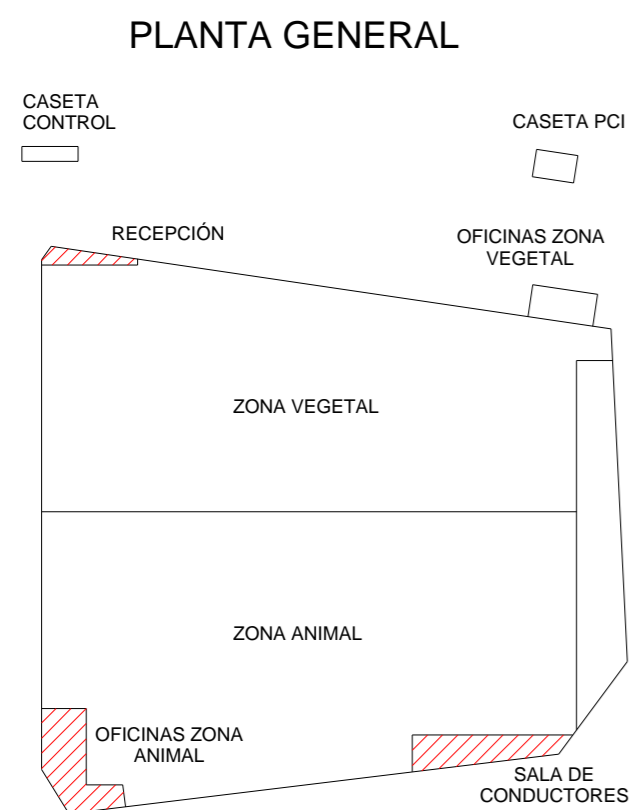 PLANTA GENERAL
CASETA
CONTROL
CASETA PCI
RECEPCIÓN
OFICINAS ZONA
VEGETAL
ZONA VEGETAL
ZONA ANIMAL
OFICINAS ZONA
ANIMAL
SALA DE
CONDUCTORES